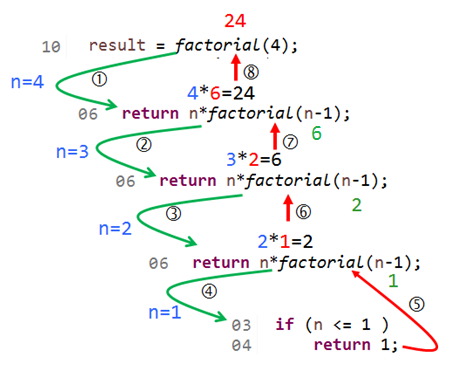 24
10 result = factorial(4);
n=4 ① ⑧
4*6=24
06 return n*factorial(n-1);
n=3 ② ⑦ 6
3*2=6
06 return n*factorial(n-1);
n=2 ③ ⑥ 2
2*1=2
06 return n*factorial(n-1);
n=1 ④ 1 ⑤
03 if (n <= 1 )
04 return 1;